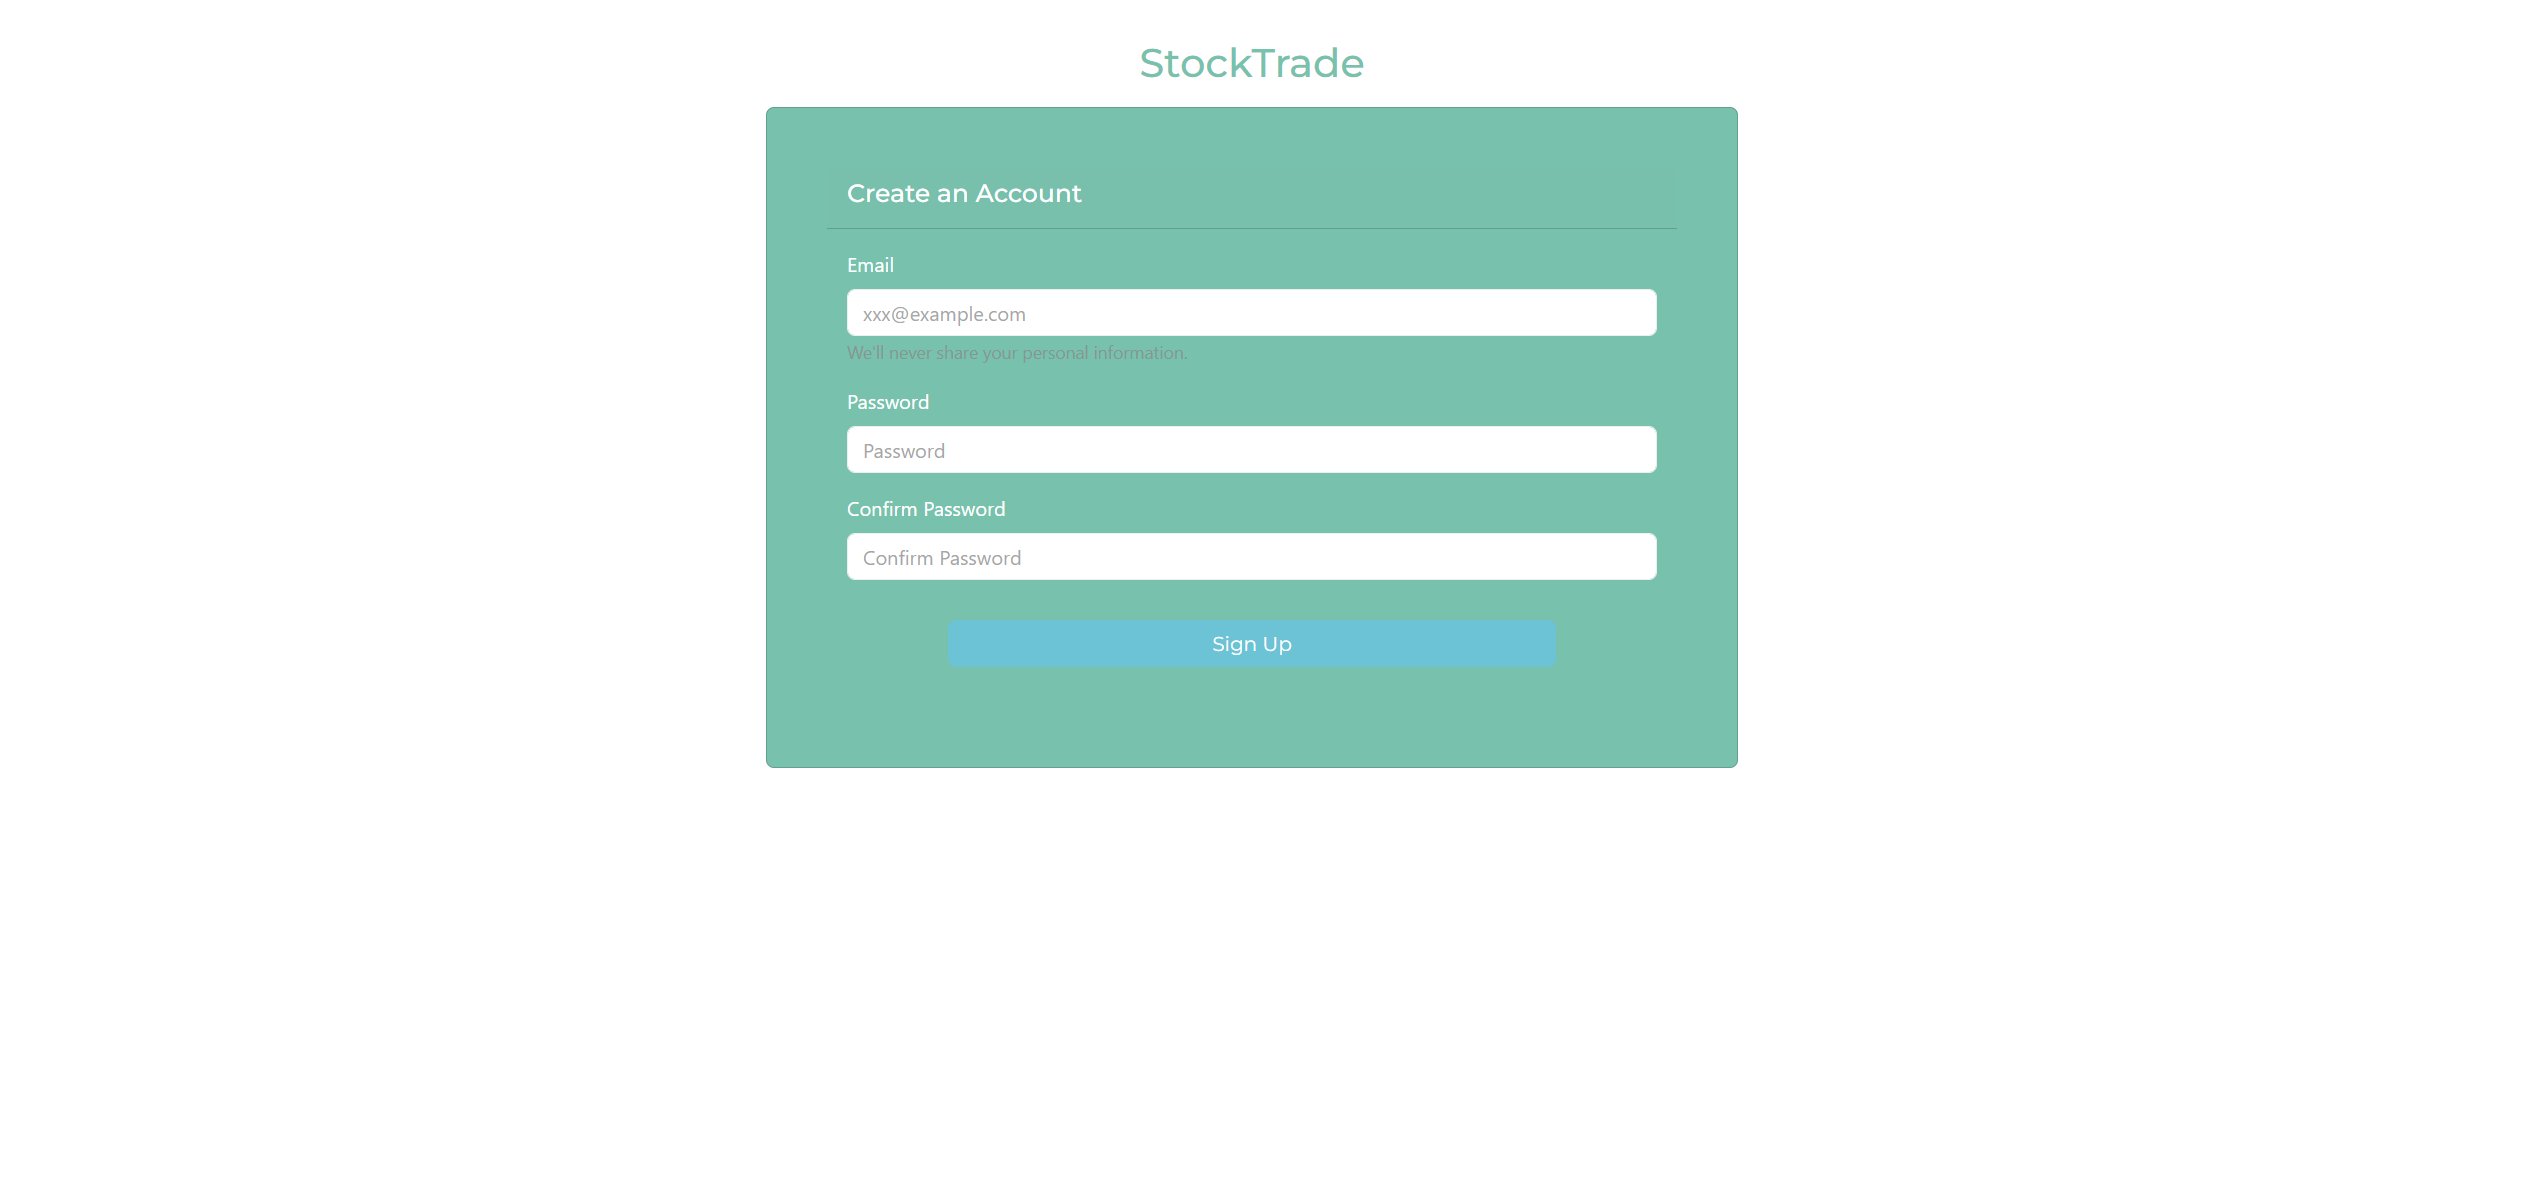 StockTrade
Create an Account
Email
xxx@example.com
We'll never share your personal information.
Password
Password
Confirm Password
Confirm Password
Sign Up